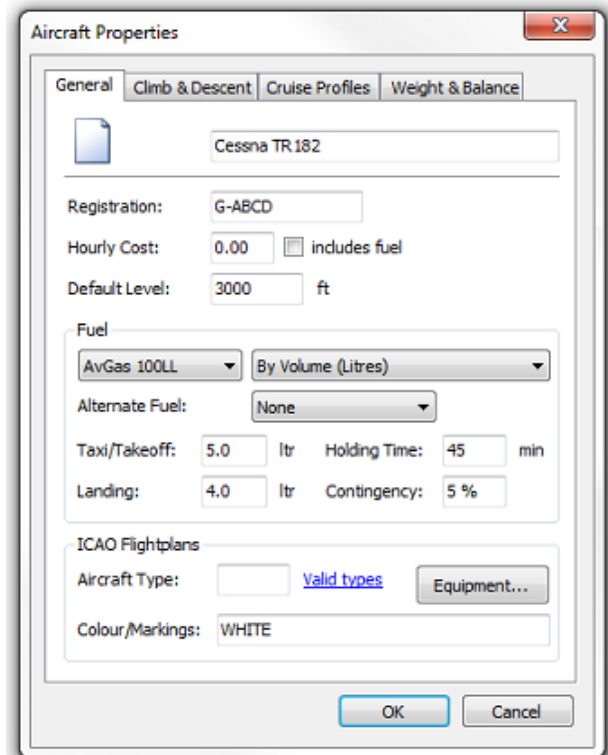 Aircraft Properties
General Climb & Descent Cruise Profiles Weight & Balance
Cessna TR182
Registration: G-ABCD
Hourly Cost: 0.00 includes fuel
Default Level: 3000 ft
Fuel
AvGas 100LL By Volume (Litres)
Alternate Fuel: None
Taxi/Takeoff: 5.0 ltr Holding Time: 45 min
Landing: 4.0 ltr Contingency: 5 %
ICAO Flightplans
Aircraft Type: Valid types Equipment...
Colour/Markings: WHITE
OK Cancel